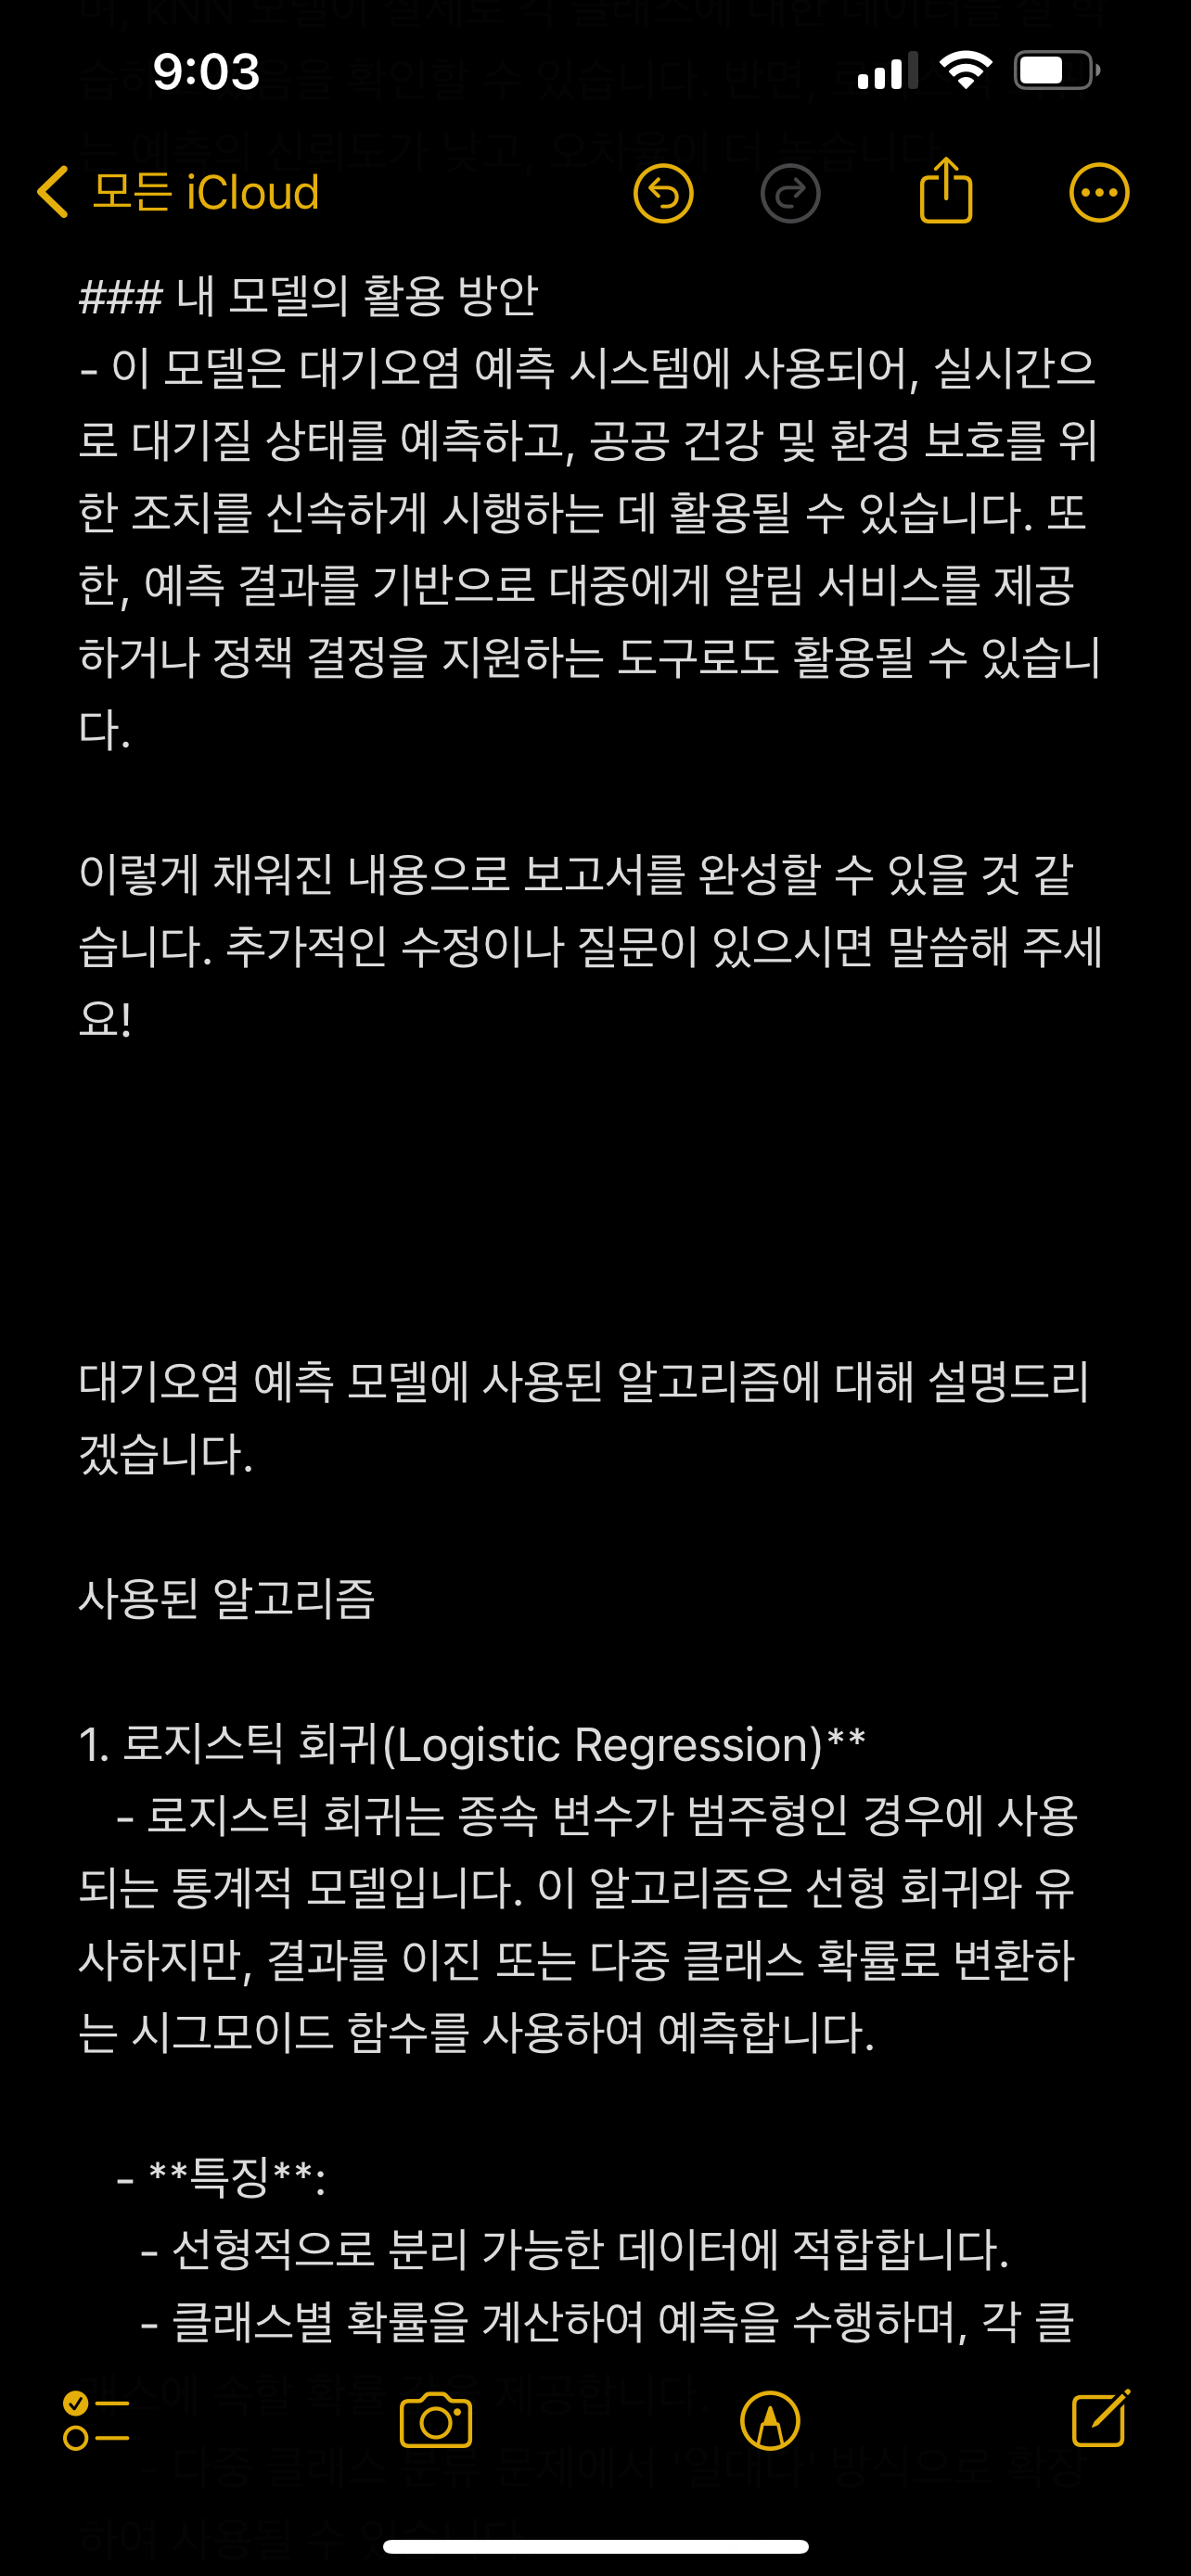 9:03
모든 iCloud
### 내 모델의 활용 방안
- 이 모델은 대기오염 예측 시스템에 사용되어, 실시간으
로 대기질 상태를 예측하고, 공공 건강 및 환경 보호를 위
한 조치를 신속하게 시행하는 데 활용될 수 있습니다. 또
한, 예측 결과를 기반으로 대중에게 알림 서비스를 제공
하거나 정책 결정을 지원하는 도구로도 활용될 수 있습니
다.
이렇게 채워진 내용으로 보고서를 완성할 수 있을 것 같
습니다. 추가적인 수정이나 질문이 있으시면 말씀해 주세
요!
대기오염 예측 모델에 사용된 알고리즘에 대해 설명드리
겠습니다.
사용된 알고리즘
1. 로지스틱 회귀(Logistic Regression)**
- 로지스틱 회귀는 종속 변수가 범주형인 경우에 사용
되는 통계적 모델입니다. 이 알고리즘은 선형 회귀와 유
사하지만, 결과를 이진 또는 다중 클래스 확률로 변환하
는 시그모이드 함수를 사용하여 예측합니다.
- **특징**:
- 선형적으로 분리 가능한 데이터에 적합합니다.
- 클래스별 확률을 계산하여 예측을 수행하며, 각 클